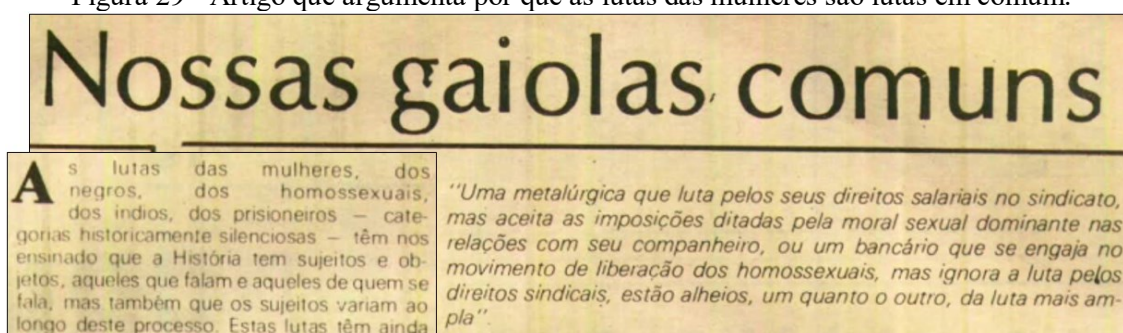 Figura 29 - Artigo que argumenta por que as lutas das mulheres são lutas em comum.
Nossas gaiolas comuns
As lutas das mulheres, dos
negros, dos homossexuais,
dos índios, dos prisioneiros — cate-
gorias historicamente silenciosas — têm nos
ensinado que a História tem sujeitos e ob-
jetos, aqueles que falam e aqueles de quem se
fala, mas também que os sujeitos variam ao
longo deste processo. Estas lutas têm ainda
"Uma metalúrgica que luta pelos seus direitos salariais no sindicato,
mas aceita as imposições ditadas pela moral sexual dominante nas
relações com seu companheiro, ou um bancário que se engaja no
movimento de liberação dos homossexuais, mas ignora a luta pelos
direitos sindicais, estão alheios, um quanto o outro, da luta mais am-
pla".